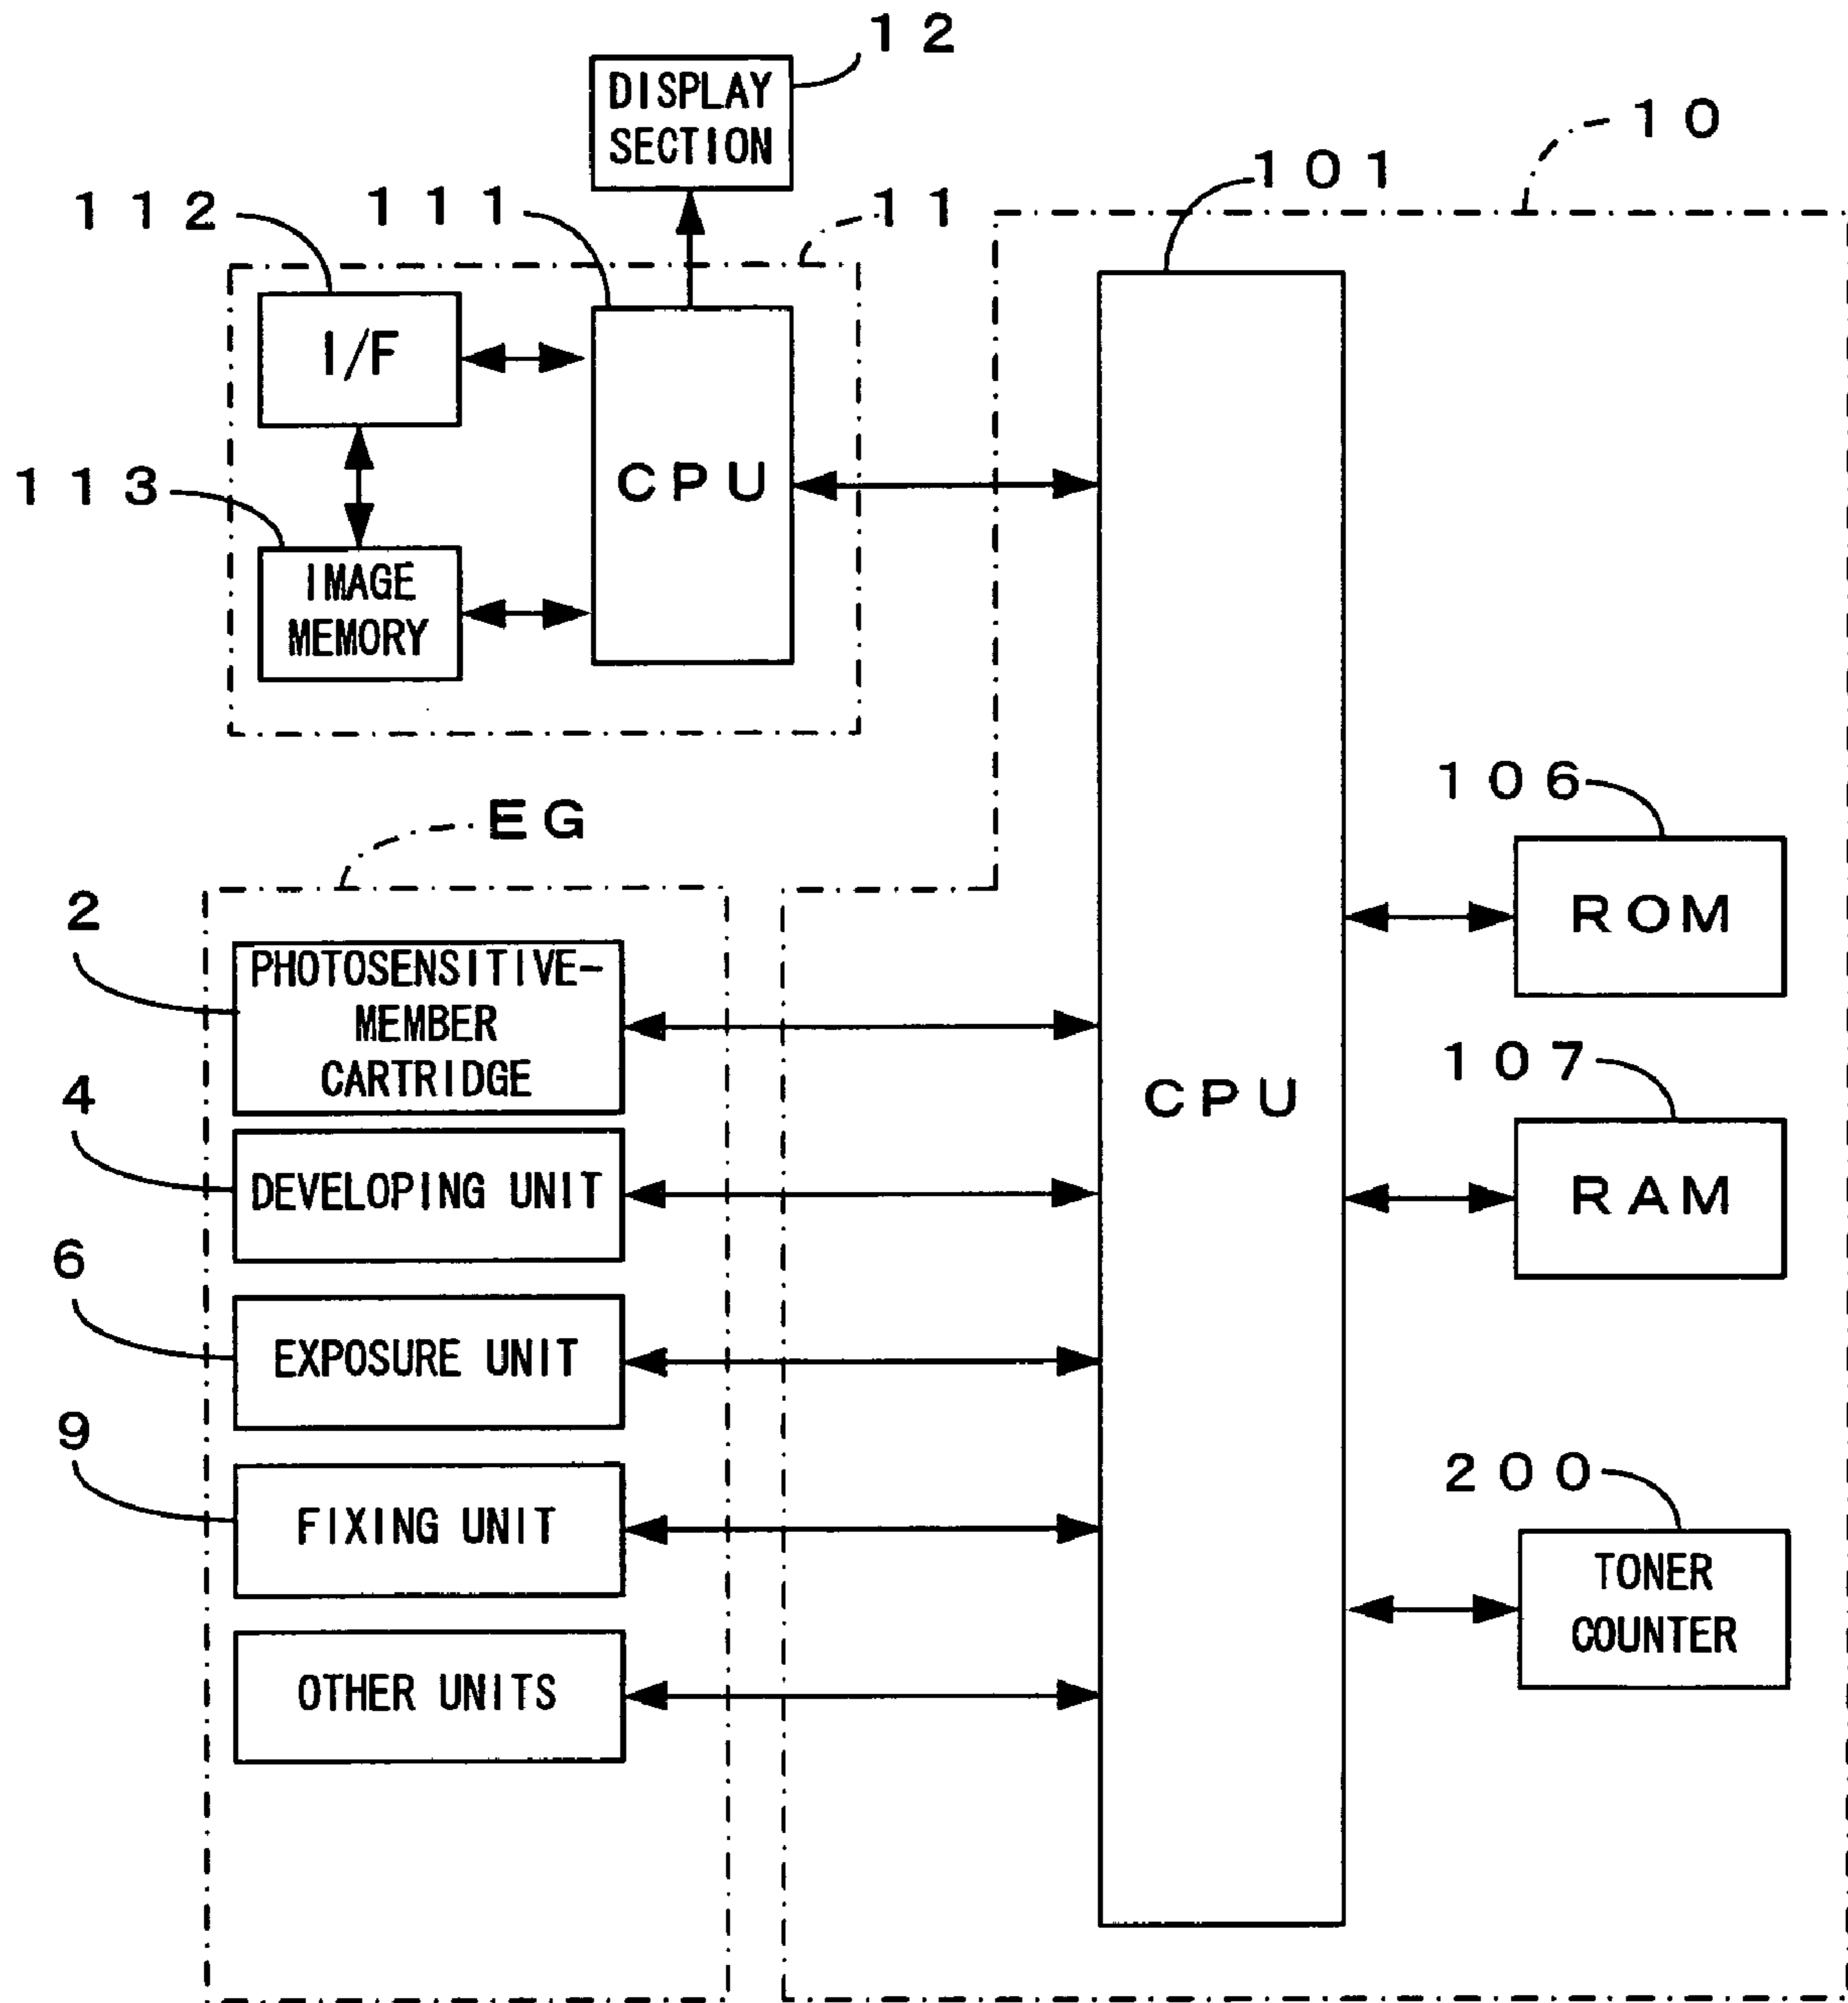 12
DISPLAY
SECTION
10
101
112
111
11
I/F
CPU
113
IMAGE
MEMORY
106
EG
ROM
2
PHOTOSENSITIVE-
MEMBER
CARTRIDGE
107
4
CPU
DEVELOPING UNIT
RAM
6
EXPOSURE UNIT
9
200
FIXING UNIT
TONER
COUNTER
OTHER UNITS